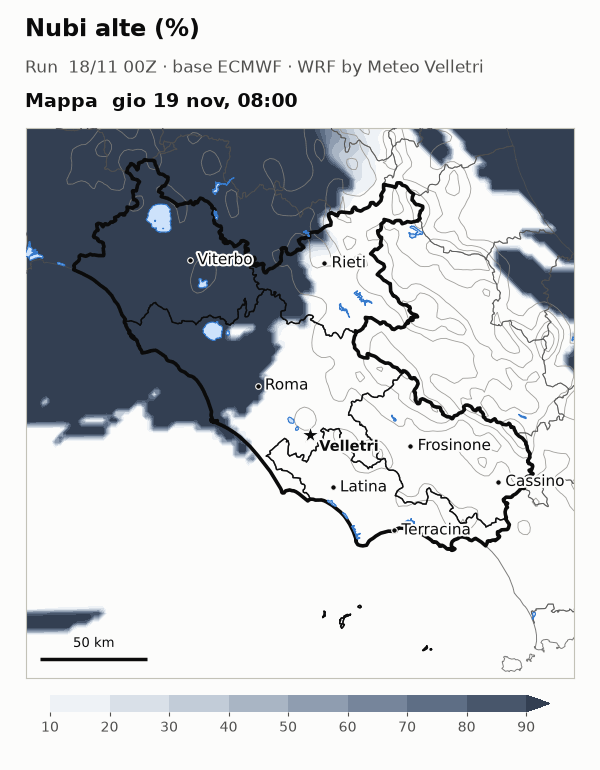 Nubi alte (%)
Run 18/11 00Z · base ECMWF · WRF by Meteo Velletri
Mappa gio 19 nov, 08:00
Viterbo
Rieti
Roma
Velletri
Frosinone
Cassino
Latina
Terracina
50 km
10 20 30 40 50 60 70 80 90